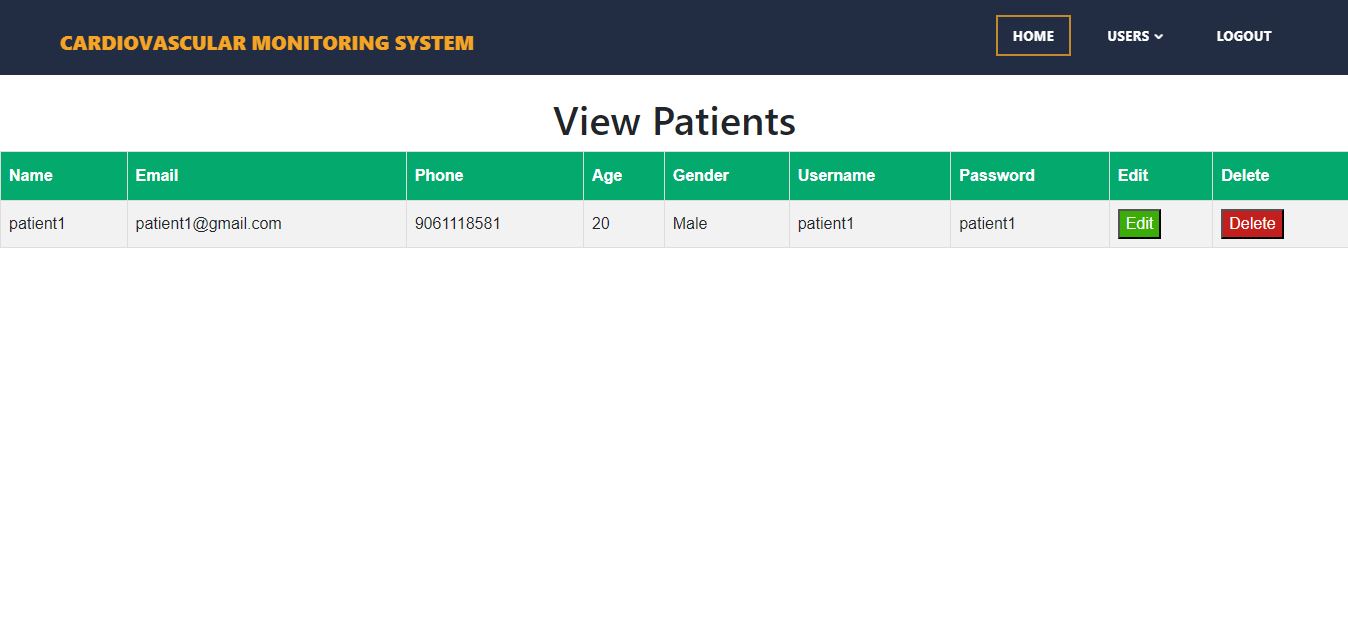 CARDIOVASCULAR MONITORING SYSTEM
HOME USERS LOGOUT
View Patients
Name Email Phone Age Gender Username Password Edit Delete
patient1 patient1@gmail.com 9061118581 20 Male patient1 patient1 Edit Delete